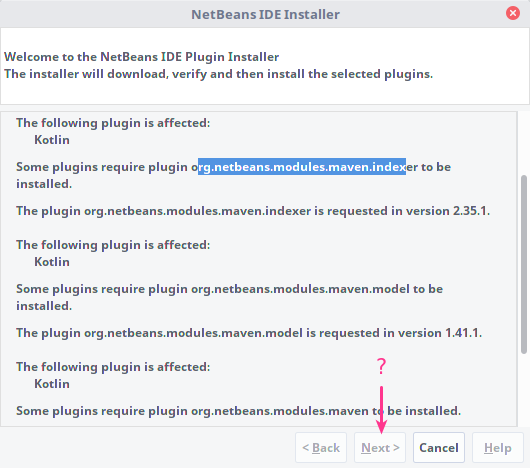 NetBeans IDE Installer
Welcome to the NetBeans IDE Plugin Installer
The installer will download, verify and then install the selected plugins.
The following plugin is affected:
Kotlin
Some plugins require plugin org.netbeans.modules.maven.indexer to be
installed.
The plugin org.netbeans.modules.maven.indexer is requested in version 2.35.1.
The following plugin is affected:
Kotlin
Some plugins require plugin org.netbeans.modules.maven.model to be
installed.
The plugin org.netbeans.modules.maven.model is requested in version 1.41.1.
The following plugin is affected:
Kotlin
Some plugins require plugin org.netbeans.modules.maven to be installed.
?
< Back Next > Cancel Help